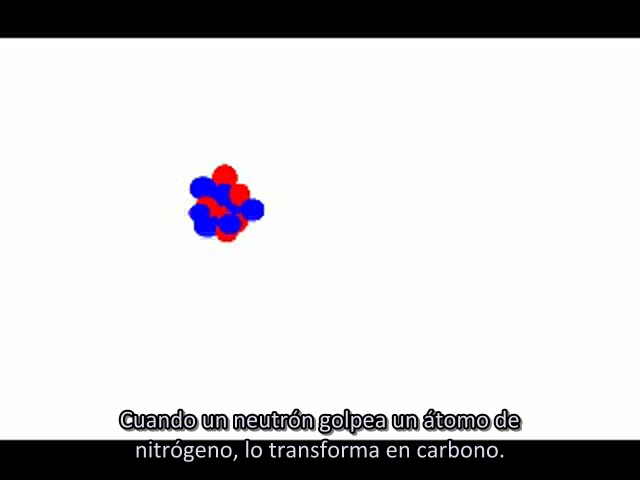 Cuando un neutrón golpea un átomo de
nitrógeno, lo transforma en carbono.